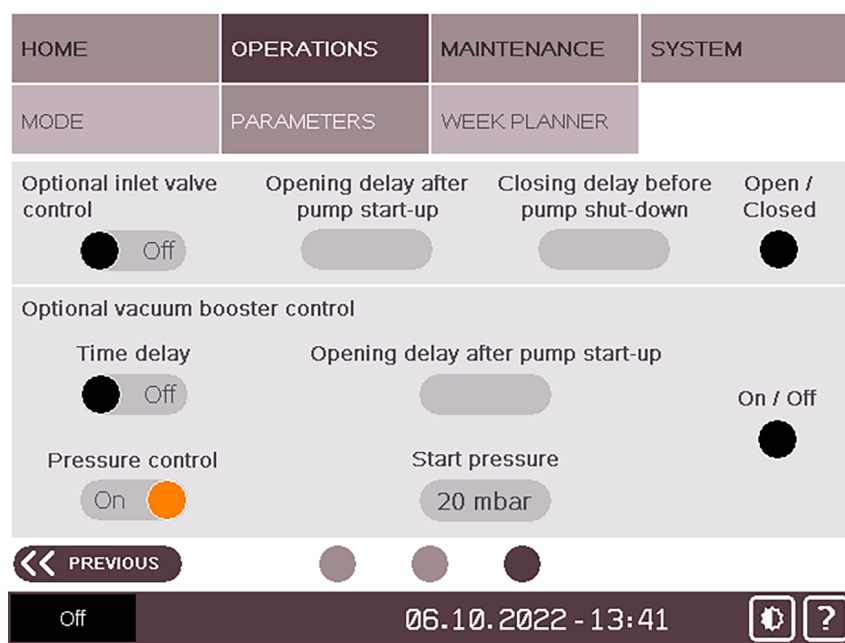 HOME OPERATIONS MAINTENANCE SYSTEM
MODE PARAMETERS WEEK PLANNER
Optional inlet valve control
Opening delay after pump start-up
Closing delay before pump shut-down
Open / Closed
Off
Optional vacuum booster control
Time delay
Opening delay after pump start-up
Off
On / Off
Pressure control
Start pressure
On
20 mbar
PREVIOUS
Off
06.10.2022 - 13:41
?